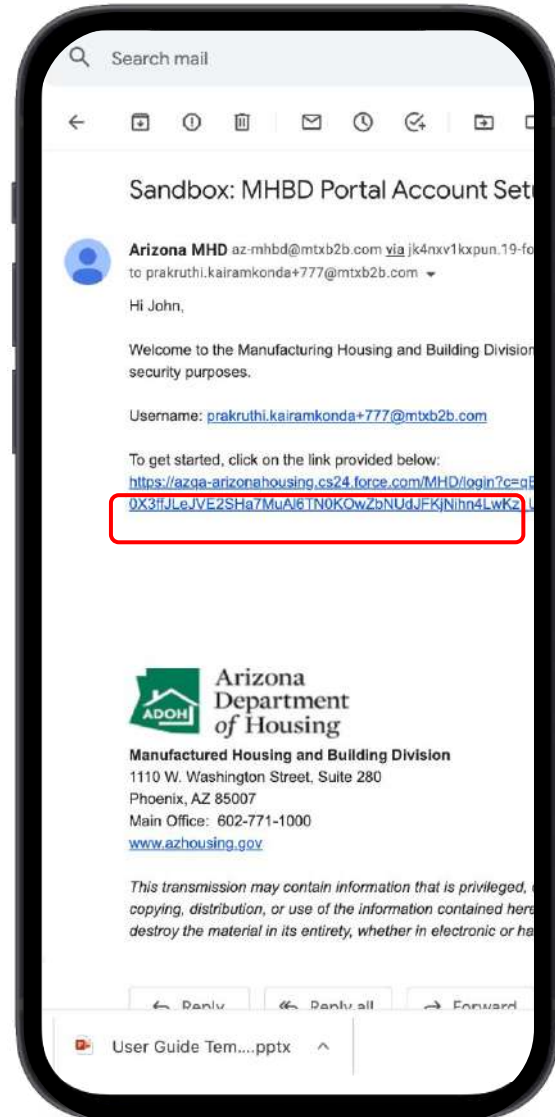 Search mail
Sandbox: MHBD Portal Account Set
Arizona MHD az-mhbd@mtxb2b.com via jk4nxv1kxpun.19-fo
to prakruthi.kairamkonda+777@mtxb2b.com
Hi John,
Welcome to the Manufacturing Housing and Building Division
security purposes.
Username: prakruthi.kairamkonda+777@mtxb2b.com
To get started, click on the link provided below:
https://azqa-arizonahousing.cs24.force.com/MHD/login?c=
ADOH
Arizona
Department
of Housing
Manufactured Housing and Building Division
1110 W. Washington Street, Suite 280
Phoenix, AZ 85007
Main Office: 602-771-1000
www.azhousing.gov
This transmission may contain information that is privileged,
copying, distribution, or use of the information contained here
destroy the material in its entirety, whether in electronic or ha
Reply Reply all Forward
User Guide Tem....pptx